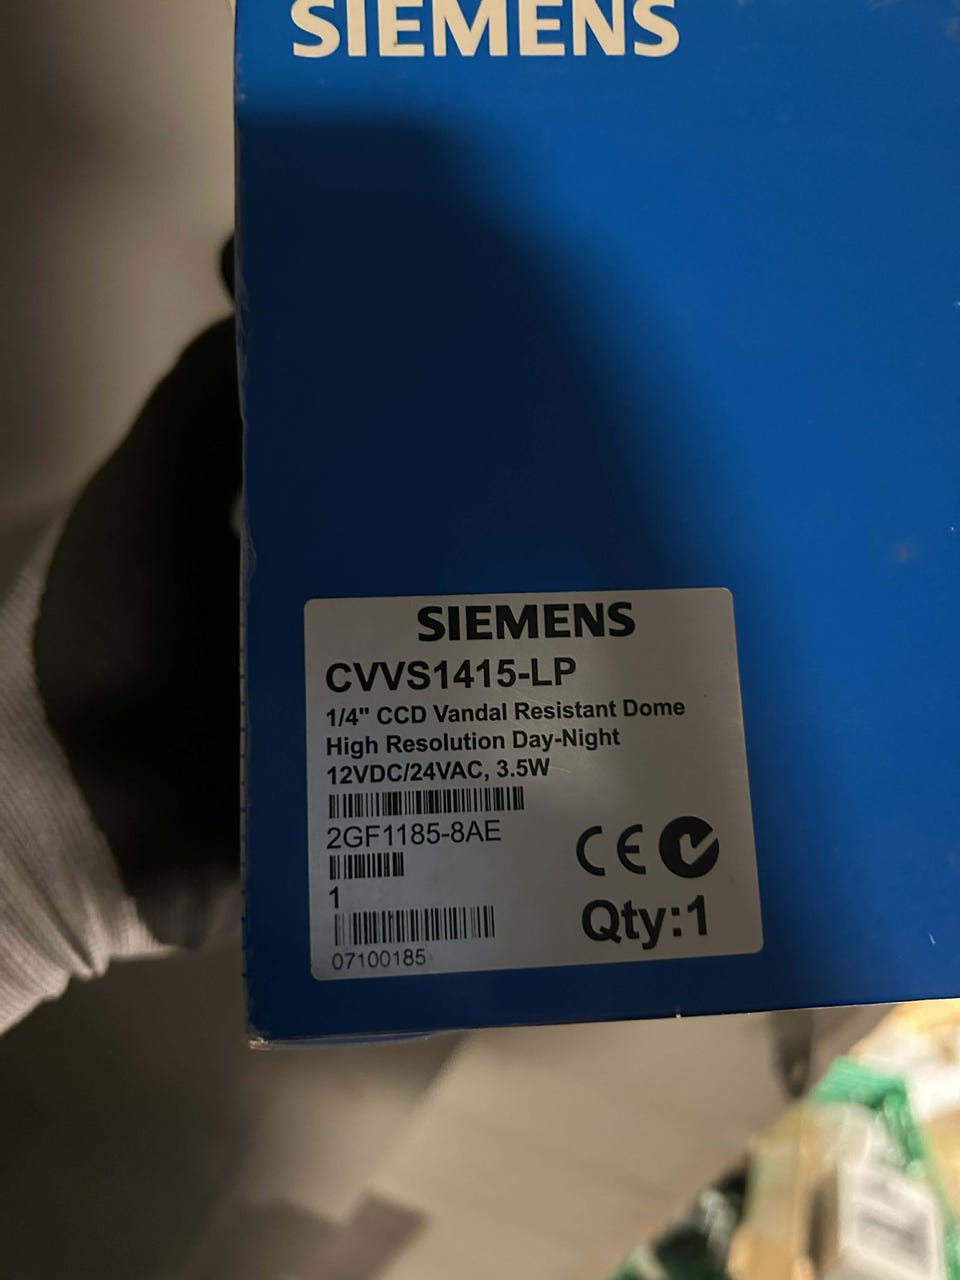 SIEMENS
SIEMENS
CVVS1415-LP
1/4" CCD Vandal Resistant Dome
High Resolution Day-Night
12VDC/24VAC, 3.5W
2GF1185-8AE
1
07100185
CE
Qty:1